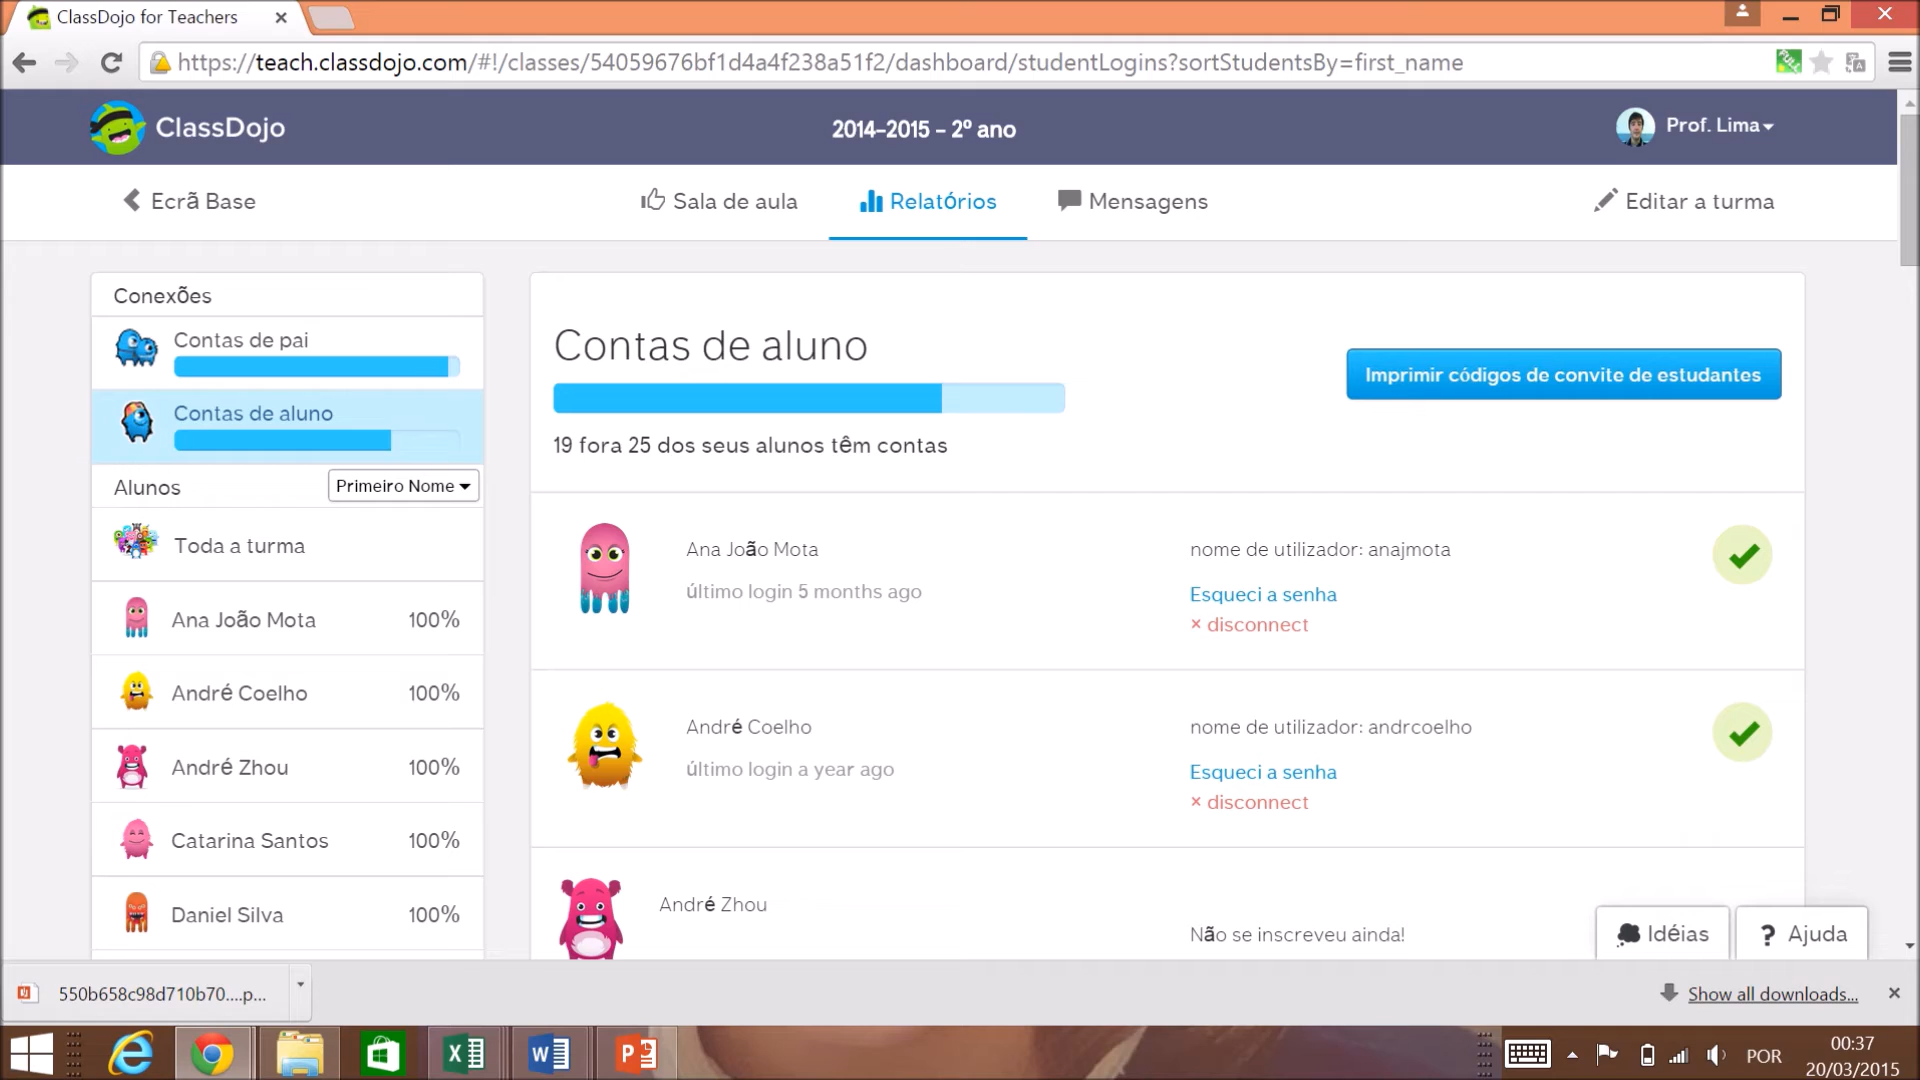 ClassDojo for Teachers
https://teach.classdojo.com/#!/classes/54059676bf1d4a4f238a51f2/dashboard/studentLogins?sortStudentsBy=first_name
ClassDojo
2014-2015 - 2º ano
Prof. Lima
Ecrã Base
Sala de aula
Relatórios
Mensagens
Editar a turma
Conexões
Contas de pai
Contas de aluno
Alunos
Primeiro Nome
Toda a turma
Ana João Mota 100%
André Coelho 100%
André Zhou 100%
Catarina Santos 100%
Daniel Silva 100%
Contas de aluno
Imprimir códigos de convite de estudantes
19 fora 25 dos seus alunos têm contas
Ana João Mota
último login 5 months ago
nome de utilizador: anajmota
Esqueci a senha
× disconnect
André Coelho
último login a year ago
nome de utilizador: andrcoelho
Esqueci a senha
× disconnect
André Zhou
Não se inscreveu ainda!
Idéias
? Ajuda
550b658c98d710b70....p...
Show all downloads...
POR
00:37
20/03/2015